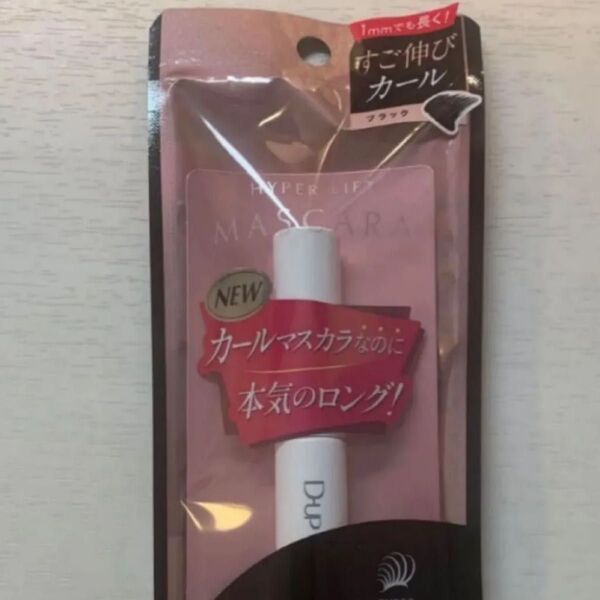 1mmでも長く!
すご伸び
カール
ブラック
HYPER LIFT
MASCARA
NEW
カールマスカラなのに
本気のロング!
D-UP